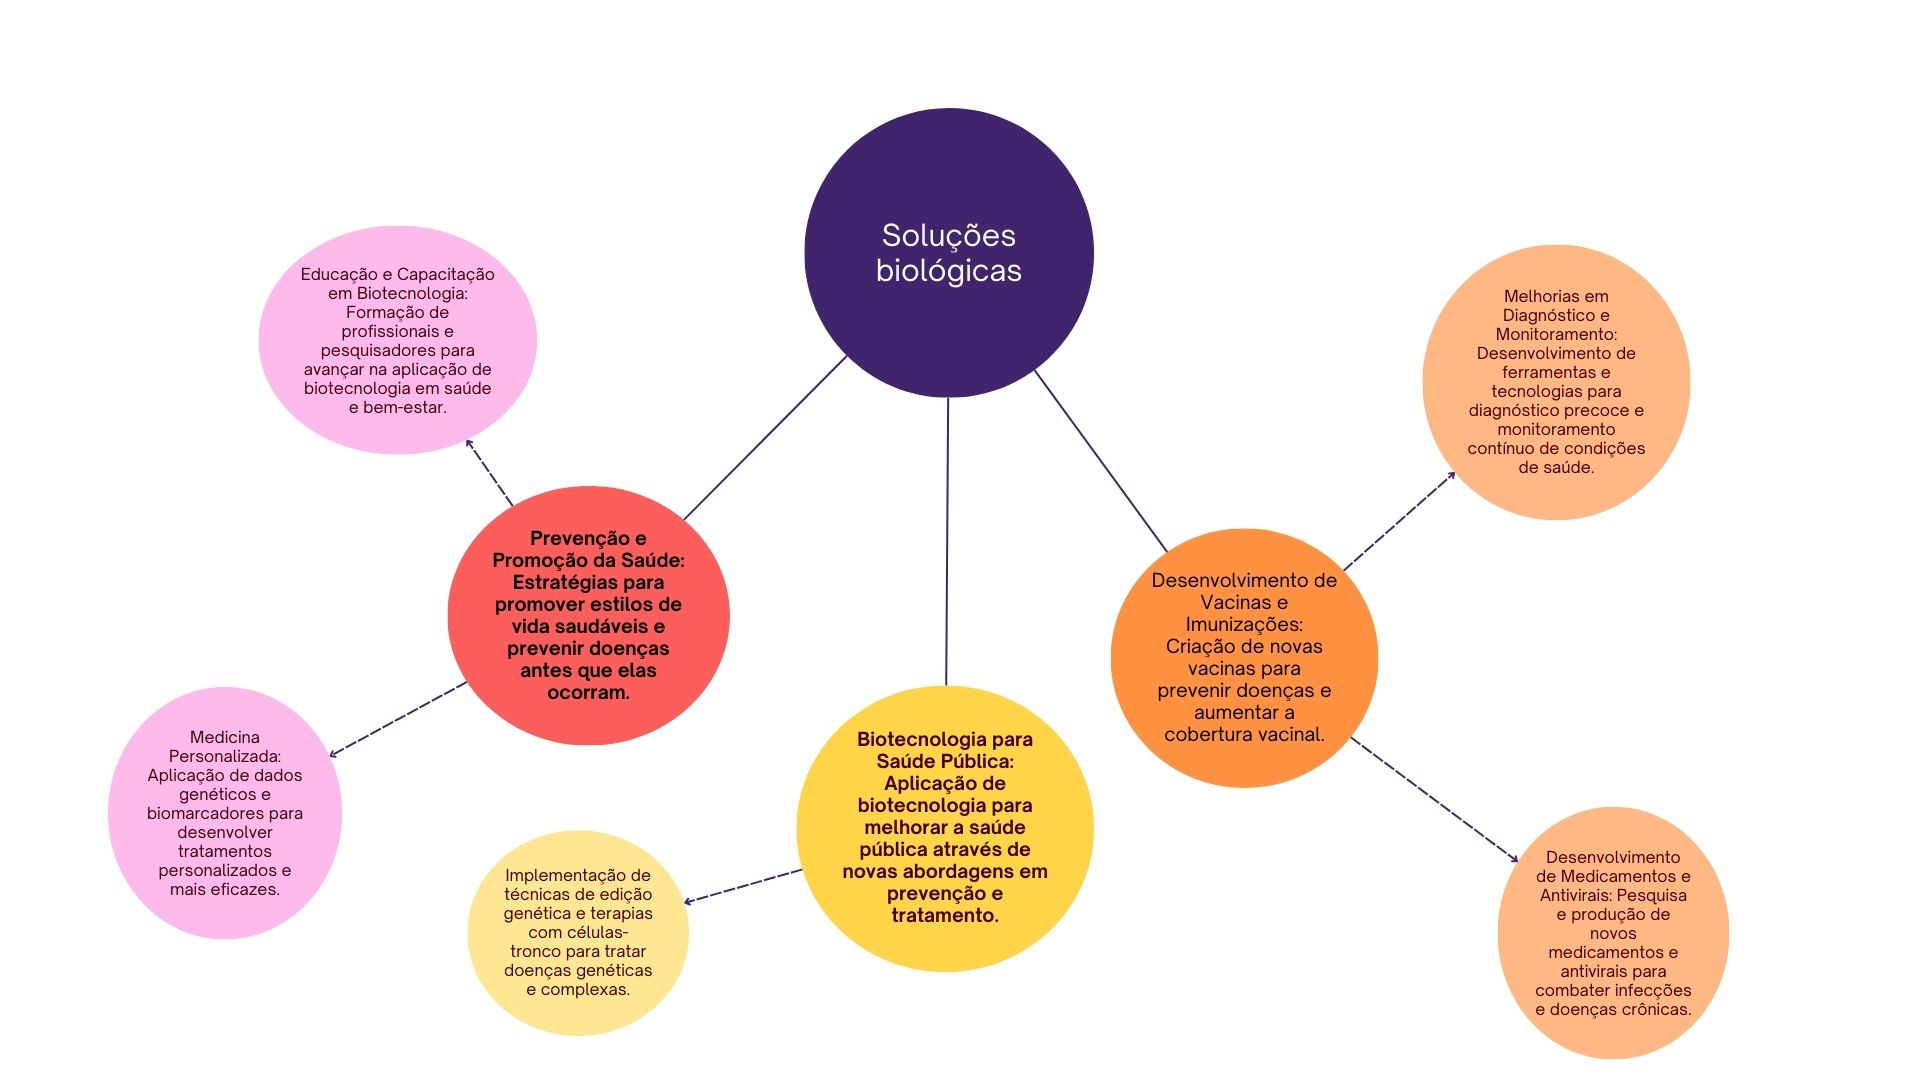 Soluções
biológicas
Educação e Capacitação
em Biotecnologia:
Formação de
profissionais e
pesquisadores para
avançar na aplicação de
biotecnologia em saúde
e bem-estar.
Melhorias em
Diagnóstico e
Monitoramento:
Desenvolvimento de
ferramentas e
tecnologias para
diagnóstico precoce e
monitoramento
contínuo de condições
de saúde.
Prevenção e
Promoção da Saúde:
Estratégias para
promover estilos de
vida saudáveis e
prevenir doenças
antes que elas
ocorram.
Desenvolvimento de
Vacinas e
Imunizações:
Criação de novas
vacinas para
prevenir doenças e
aumentar a
cobertura vacinal.
Medicina
Personalizada:
Aplicação de dados
genéticos e
biomarcadores para
desenvolver
tratamentos
personalizados e
mais eficazes.
Biotecnologia para
Saúde Pública:
Aplicação de
biotecnologia para
melhorar a saúde
pública através de
novas abordagens em
prevenção e
tratamento.
Implementação de
técnicas de edição
genética e terapias
com células-
tronco para tratar
doenças genéticas
e complexas.
Desenvolvimento
de Medicamentos e
Antivirais: Pesquisa
e produção de
novos
medicamentos e
antivirais para
combater infecções
e doenças crônicas.